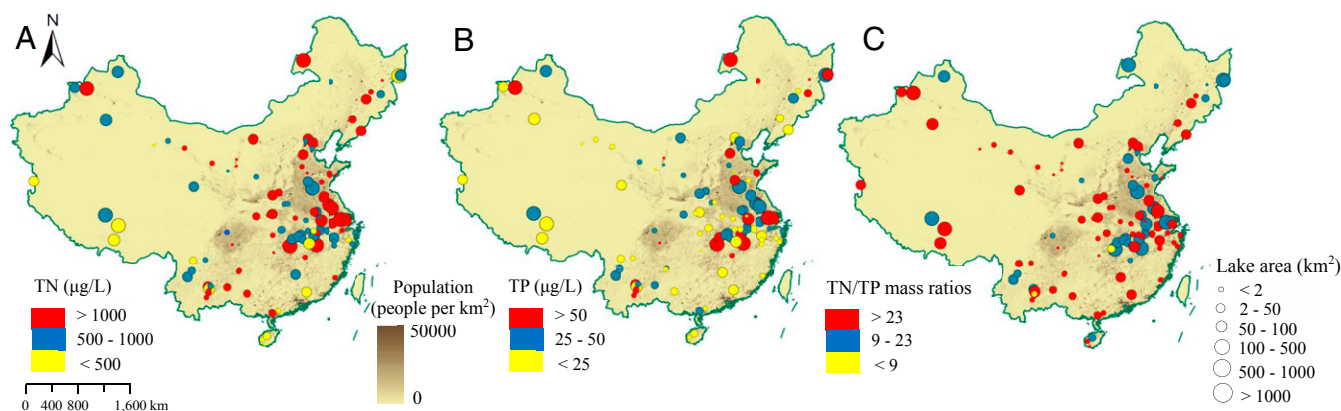 A
N
B
C
TN (μg/L)
> 1000
500 - 1000
< 500
0 400 800 1,600 km
Population
(people per km²)
50000
0
TP (μg/L)
> 50
25 - 50
< 25
TN/TP mass ratios
> 23
9 - 23
< 9
Lake area (km²)
< 2
2 - 50
50 - 100
100 - 500
500 - 1000
> 1000